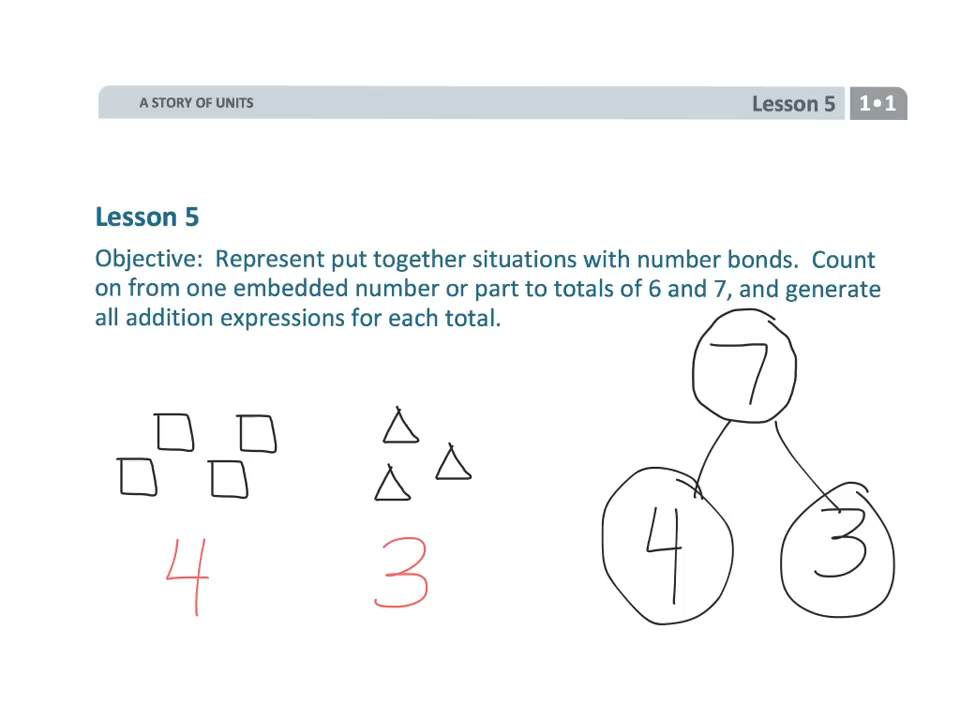 A STORY OF UNITS
Lesson 5 1•1
Lesson 5
Objective: Represent put together situations with number bonds. Count
on from one embedded number or part to totals of 6 and 7, and generate
all addition expressions for each total.
7
4 3
4 3